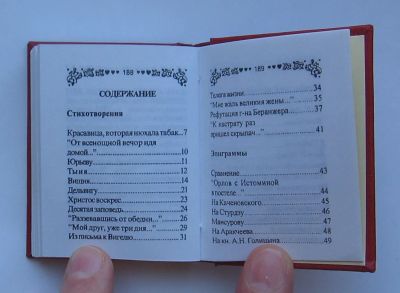 188
СОДЕРЖАНИЕ
Стихотворения
Красавица, которая нюхала табак..7
"От всенощной вечор идя
домой..." 10
Юрьеву 11
Ты и я 12
Вишня 14
Дельвигу 21
Христос воскрес 23
Десятая заповедь 24
"Развевавшись от обедни..." 26
"Мой друг, уже три дня..." 29
Из письма к Вигелю 31
189
Телега жизни 34
"Мне жаль великия жены..." 35
Рефутация г-на Беранжера 37
"К кастрату раз
пришел скрыпач..." 41
Эпиграммы
Сравнение 43
"Орлов с Истоминой
в постеле..." 44
На Каченовского 45
На Стурдзу 46
Мансурову 47
На Аракчеева 48
На кн. А.Н. Голицына 49